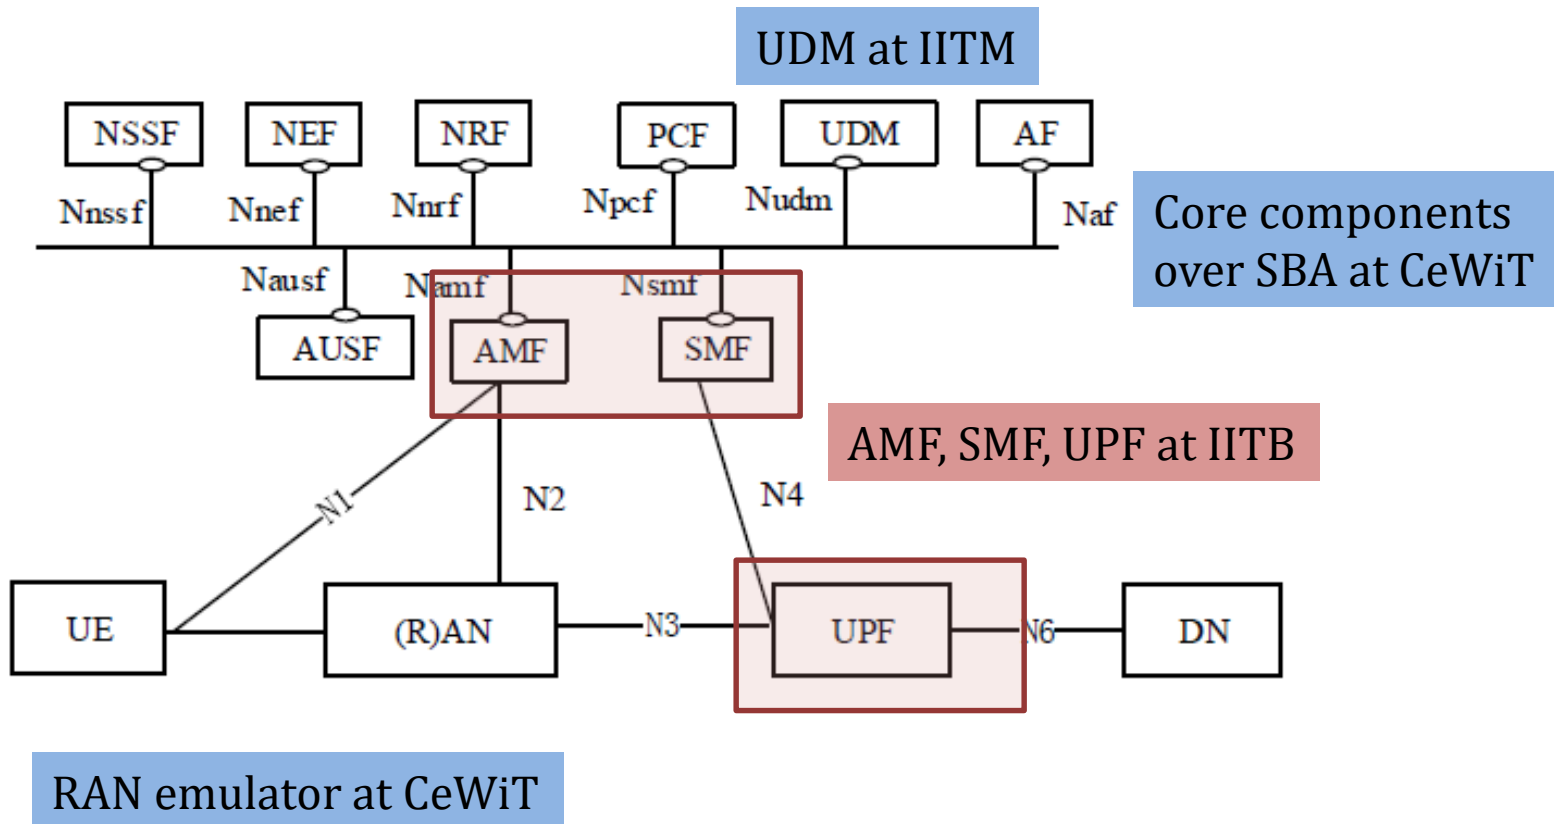 UDM at IITM
NSSF
NEF
NRF
PCF
UDM
AF
Nnssf
Nnef
Nnrf
Npcf
Nudm
Naf
Core components
over SBA at CeWiT
Nausf
Namf
Nsmf
AUSF
AMF
SMF
AMF, SMF, UPF at IITB
N1
N2
N4
UE
(R)AN
N3
UPF
N6
DN
RAN emulator at CeWiT